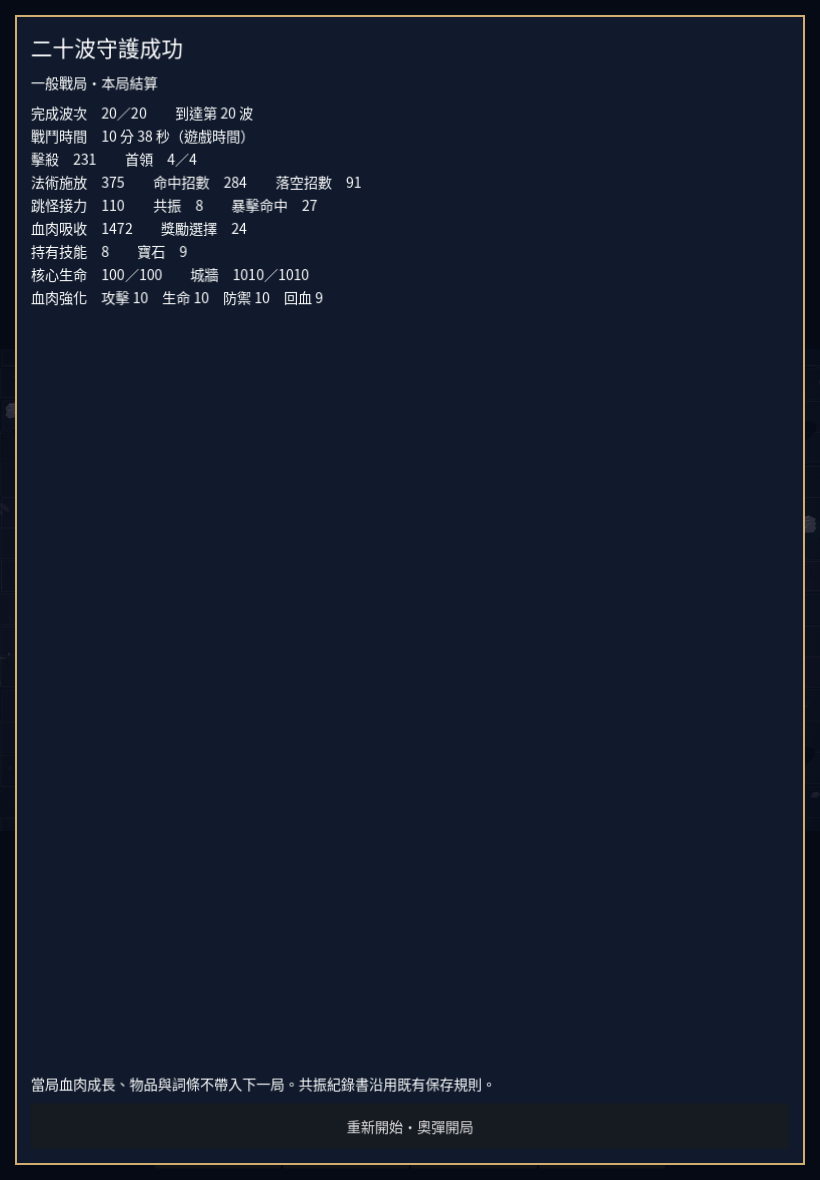 二十波守護成功
一般戰局・本局結算
完成波次　20／20　　到達第 20 波
戰鬥時間　10 分 38 秒（遊戲時間）
擊殺　231　　首領　4／4
法術施放　375　　命中招數　284　　落空招數　91
跳怪接力　110　　共振　8　　暴擊命中　27
血肉吸收　1472　　獎勵選擇　24
持有技能　8　　寶石　9
核心生命　100／100　　城牆　1010／1010
血肉強化　攻擊 10　生命 10　防禦 10　回血 9
當局血肉成長、物品與詞條不帶入下一局。共振紀錄書沿用既有保存規則。
重新開始・奧彈開局